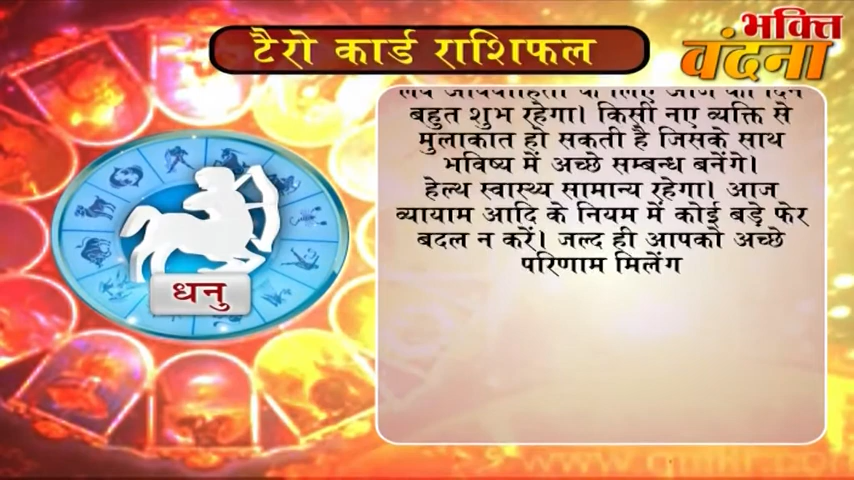 टैरो कार्ड राशिफल
भक्ति
वंदना
के लिए आज का दिन
बहुत शुभ रहेगा। किसी नए व्यक्ति से
मुलाकात हो सकती है जिसके साथ
भविष्य में अच्छे सम्बन्ध बनेंगे।
हेल्थ स्वास्थ्य सामान्य रहेगा। आज
व्यायाम आदि के नियम में कोई बड़े फेर
बदल न करें। जल्द ही आपको अच्छे
परिणाम मिलेंग
धनु